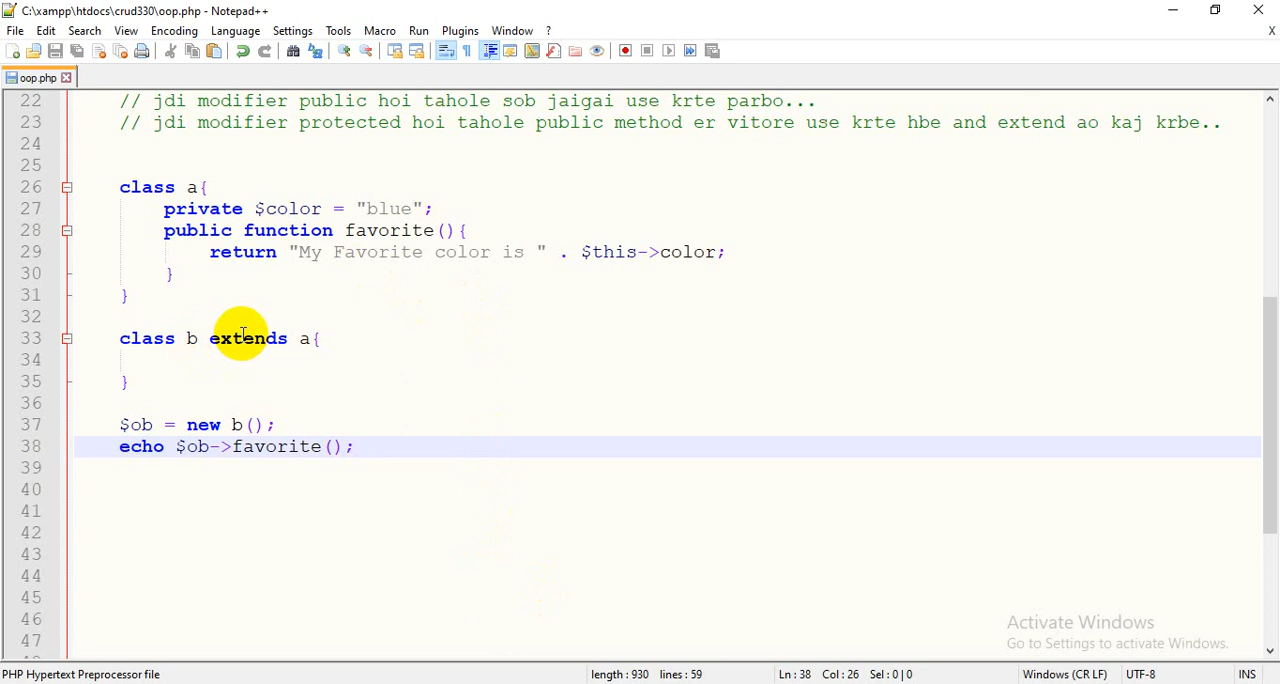 C:\xampp\htdocs\crud330\oop.php - Notepad++
File Edit Search View Encoding Language Settings Tools Macro Run Plugins Window ? X
oop.php
22 // jdi modifier public hoi tahole sob jaigai use krte parbo...
23 // jdi modifier protected hoi tahole public method er vitore use krte hbe and extend ao kaj krbe..
24
25
26 class a{
27 private $color = "blue";
28 public function favorite(){
29 return "My Favorite color is " . $this->color;
30 }
31 }
32
33 class b extends a{
34
35 }
36
37 $ob = new b();
38 echo $ob->favorite();
39
40
41
42
43
44
45
46
47
Activate Windows
Go to Settings to activate Windows.
PHP Hypertext Preprocessor file length : 930 lines : 59 Ln : 38 Col : 26 Sel : 0 | 0 Windows (CR LF) UTF-8 INS